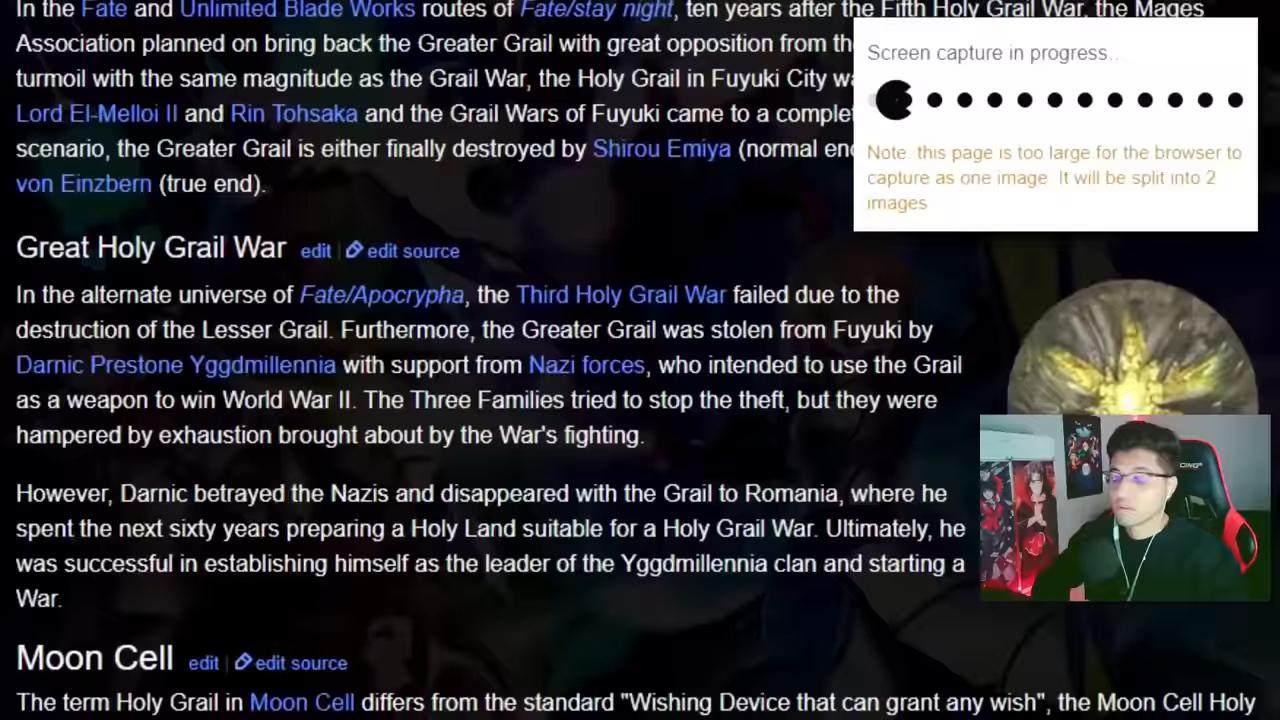 In the Fate and Unlimited Blade Works routes of Fate/stay night, ten years after the Fifth Holy Grail War, the Mages
Association planned on bring back the Greater Grail with great opposition from
turmoil with the same magnitude as the Grail War, the Holy Grail in Fuyuki City
Lord El-Melloi II and Rin Tohsaka and the Grail Wars of Fuyuki came to a
scenario, the Greater Grail is either finally destroyed by Shirou Emiya (normal
von Einzbern (true end).
Screen capture in progress..
Note: this page is too large for the browser to
capture as one image. It will be split into 2
images
Great Holy Grail War edit | edit source
In the alternate universe of Fate/Apocrypha, the Third Holy Grail War failed due to the
destruction of the Lesser Grail. Furthermore, the Greater Grail was stolen from Fuyuki by
Darnic Prestone Yggdmillennia with support from Nazi forces, who intended to use the Grail
as a weapon to win World War II. The Three Families tried to stop the theft, but they were
hampered by exhaustion brought about by the War's fighting.
However, Darnic betrayed the Nazis and disappeared with the Grail to Romania, where he
spent the next sixty years preparing a Holy Land suitable for a Holy Grail War. Ultimately, he
was successful in establishing himself as the leader of the Yggdmillennia clan and starting a
War.
Moon Cell edit | edit source
The term Holy Grail in Moon Cell differs from the standard "Wishing Device that can grant any wish", the Moon Cell Holy